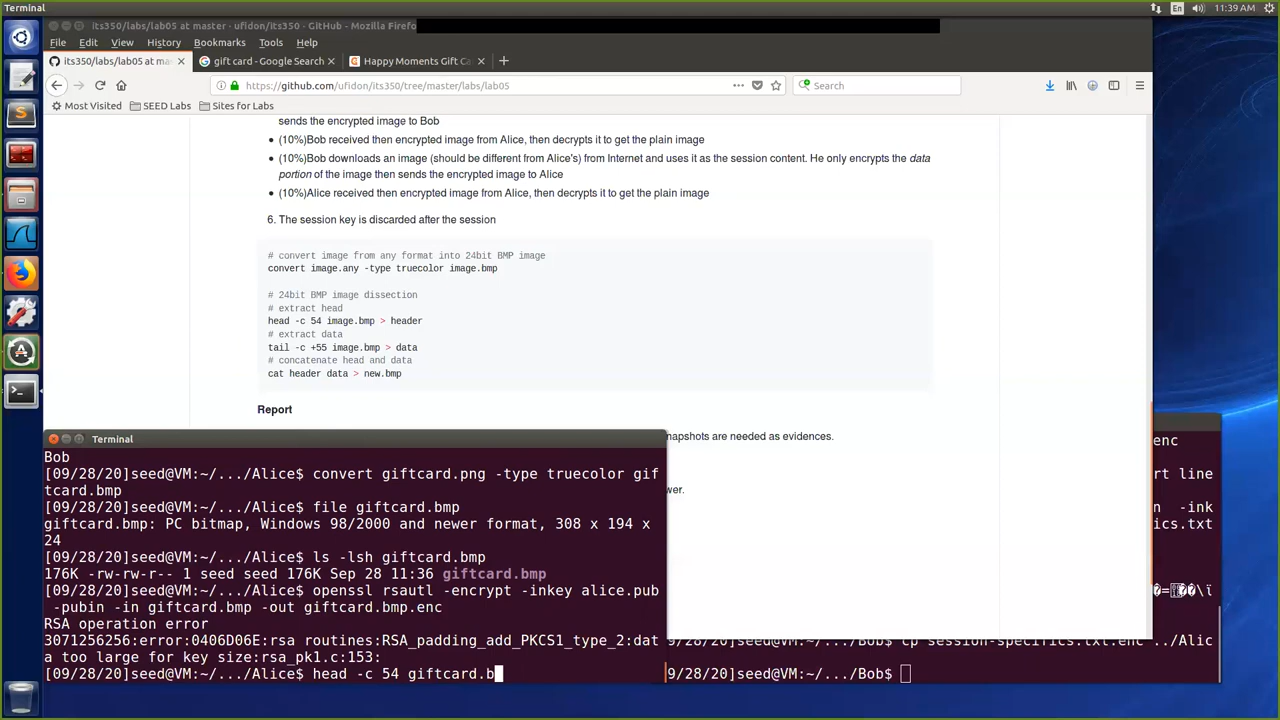 Terminal
En
11:39 AM
its350/labs/lab05 at master · ufidon/its350 · GitHub - Mozilla Firefo
File Edit View History Bookmarks Tools Help
its350/labs/lab05 at mas
gift card - Google Search
Happy Moments Gift Ca
https://github.com/ufidon/its350/tree/master/labs/lab05
Search
Most Visited
SEED Labs
Sites for Labs
sends the encrypted image to Bob
(10%)Bob received then encrypted image from Alice, then decrypts it to get the plain image
(10%)Bob downloads an image (should be different from Alice's) from Internet and uses it as the session content. He only encrypts the data
portion of the image then sends the encrypted image to Alice
(10%)Alice received then encrypted image from Alice, then decrypts it to get the plain image
6. The session key is discarded after the session
# convert image from any format into 24bit BMP image
convert image.any -type truecolor image.bmp
# 24bit BMP image dissection
# extract head
head -c 54 image.bmp > header
# extract data
tail -c +55 image.bmp > data
# concatenate head and data
cat header data > new.bmp
Report
napshots are needed as evidences.
wer.
Terminal
Bob
[09/28/20]seed@VM:~/.../Alice$ convert giftcard.png -type truecolor gif
tcard.bmp
[09/28/20]seed@VM:~/.../Alice$ file giftcard.bmp
giftcard.bmp: PC bitmap, Windows 98/2000 and newer format, 308 x 194 x
24
[09/28/20]seed@VM:~/.../Alice$ ls -lsh giftcard.bmp
176K -rw-rw-r-- 1 seed seed 176K Sep 28 11:36 giftcard.bmp
[09/28/20]seed@VM:~/.../Alice$ openssl rsautl -encrypt -inkey alice.pub
-pubin -in giftcard.bmp -out giftcard.bmp.enc
RSA operation error
3071256256:error:0406D06E:rsa routines:RSA_padding_add_PKCS1_type_2:dat
a too large for key size:rsa_pk1.c:153:
[09/28/20]seed@VM:~/.../Alice$ head -c 54 giftcard.b
enc
rt line
n -ink
ics.txt
9/28/20]seed@VM:~/.../Bob$ cp session-specifics.txt.enc ../Alic
9/28/20]seed@VM:~/.../Bob$